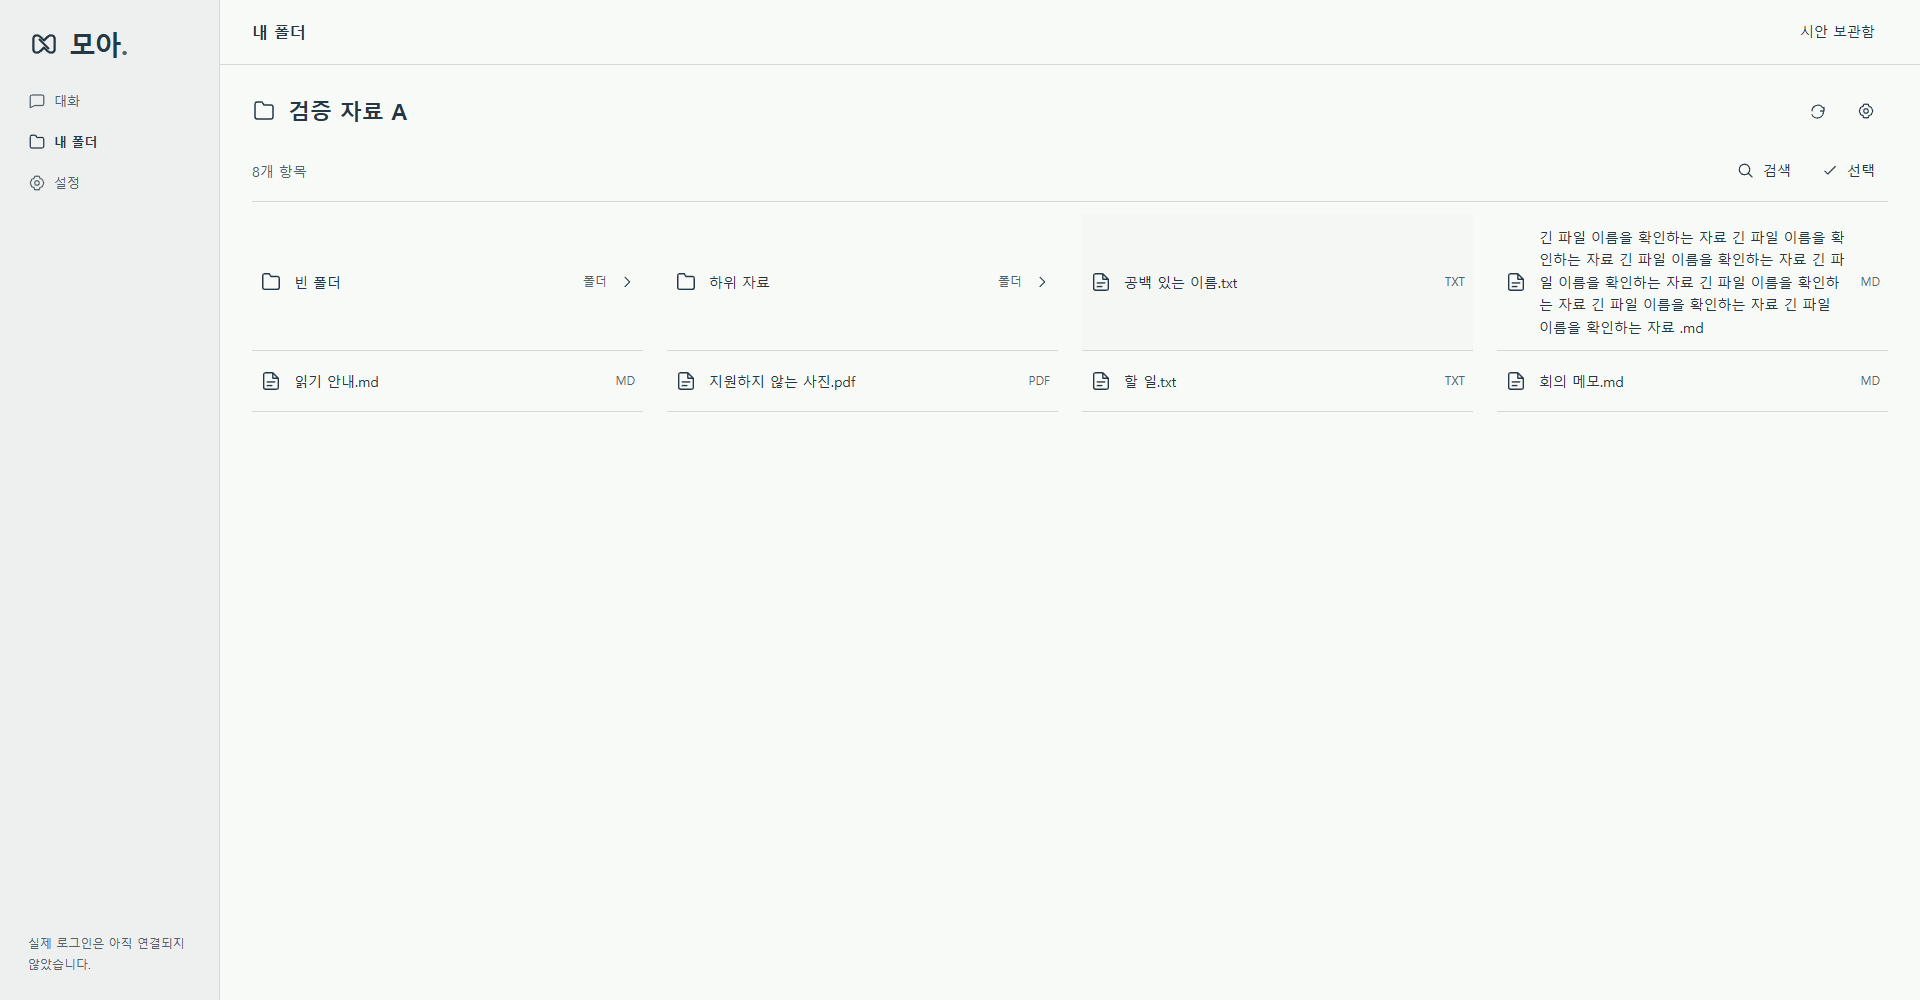 모아.
대화
내 폴더
설정
실제 로그인은 아직 연결되지
않았습니다.
내 폴더
시안 보관함
검증 자료 A
8개 항목
검색
선택
빈 폴더
폴더
하위 자료
폴더
공백 있는 이름.txt
TXT
긴 파일 이름을 확인하는 자료 긴 파일 이름을 확
인하는 자료 긴 파일 이름을 확인하는 자료 긴 파
일 이름을 확인하는 자료 긴 파일 이름을 확인하
는 자료 긴 파일 이름을 확인하는 자료 긴 파일
이름을 확인하는 자료 .md
MD
읽기 안내.md
MD
지원하지 않는 사진.pdf
PDF
할 일.txt
TXT
회의 메모.md
MD